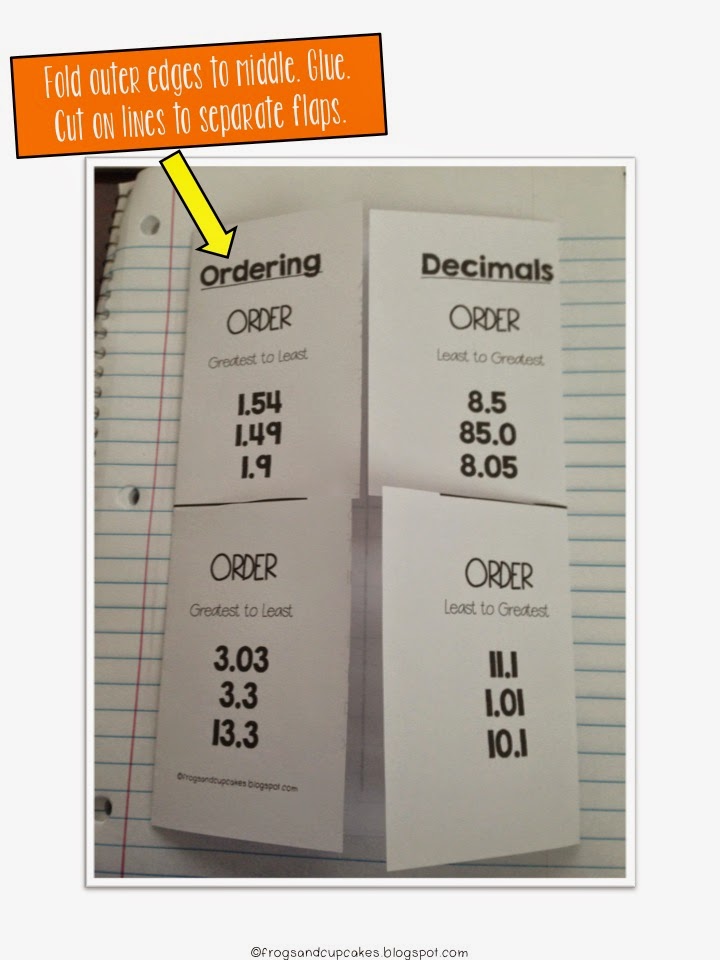 Fold outer edges to middle. Glue.
Cut on lines to separate flaps.
Ordering
ORDER
Greatest to Least
1.54
1.49
1.9
Decimals
ORDER
Least to Greatest
8.5
85.0
8.05
ORDER
Greatest to Least
3.03
3.3
13.3
©frogsandcupcakes.blogspot.com
ORDER
Least to Greatest
11.1
1.01
10.1
©frogsandcupcakes.blogspot.com